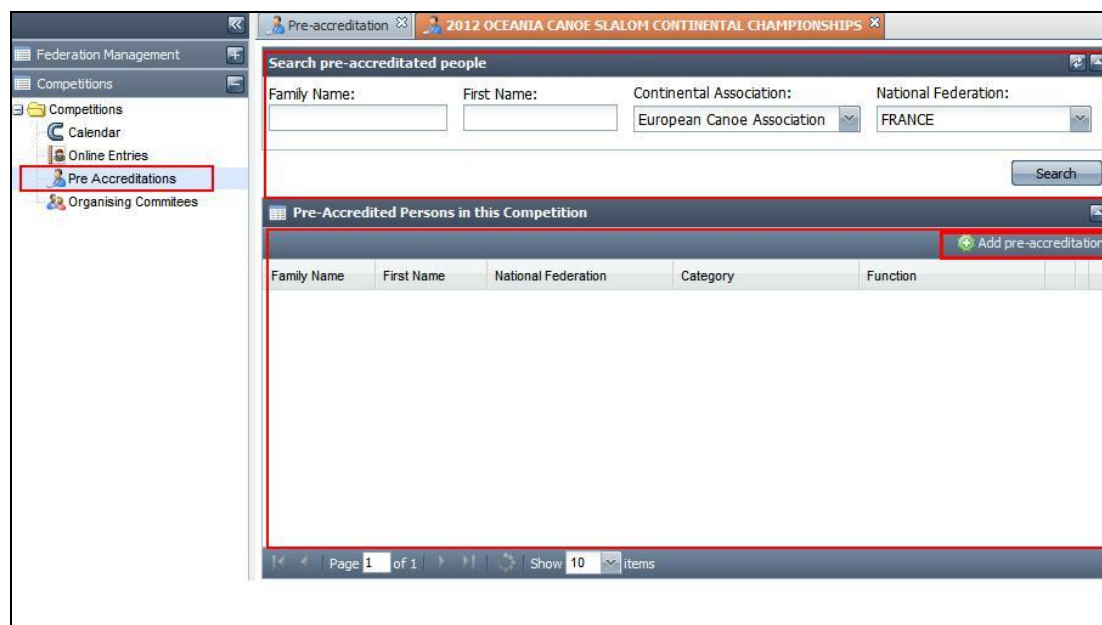 Pre-accreditation 2012 OCEANIA CANOE SLALOM CONTINENTAL CHAMPIONSHIPS
Federation Management
Competitions
Competitions
Calendar
Online Entries
Pre Accreditations
Organising Commitees
Search pre-accreditated people
Family Name: First Name: Continental Association: National Federation:
European Canoe Association FRANCE
Search
Pre-Accredited Persons in this Competition
Add pre-accreditation
Family Name First Name National Federation Category Function
Page 1 of 1 Show 10 items